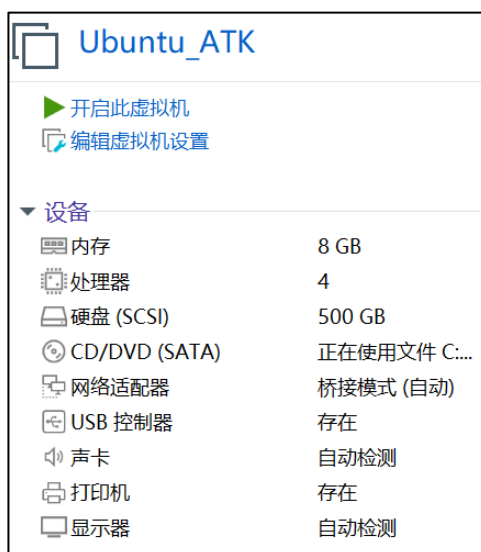 Ubuntu_ATK
开启此虚拟机
编辑虚拟机设置
设备
内存 8 GB
处理器 4
硬盘 (SCSI) 500 GB
CD/DVD (SATA) 正在使用文件 C:...
网络适配器 桥接模式 (自动)
USB 控制器 存在
声卡 自动检测
打印机 存在
显示器 自动检测